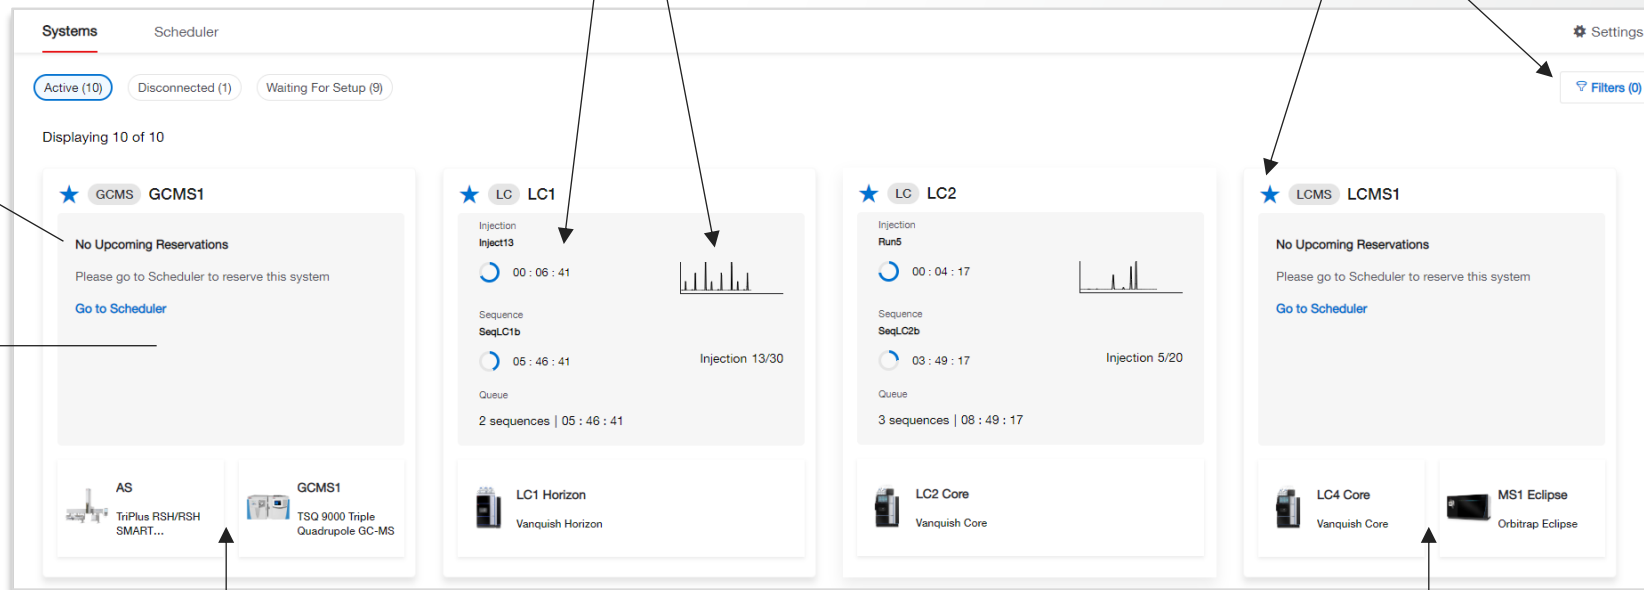 Systems
Scheduler
Settings
Active (10)
Disconnected (1)
Waiting For Setup (9)
Filters (0)
Displaying 10 of 10
GCMS GCMS1
No Upcoming Reservations
Please go to Scheduler to reserve this system
Go to Scheduler
AS
TriPlus RSH/RSH
SMART...
GCMS1
TSQ 9000 Triple
Quadrupole GC-MS
LC LC1
Injection
Inject13
00 : 06 : 41
Sequence
SeqLC1b
05 : 46 : 41
Injection 13/30
Queue
2 sequences | 05 : 46 : 41
LC1 Horizon
Vanquish Horizon
LC LC2
Injection
Run5
00 : 04 : 17
Sequence
SeqLC2b
03 : 49 : 17
Injection 5/20
Queue
3 sequences | 08 : 49 : 17
LC2 Core
Vanquish Core
LCMS LCMS1
No Upcoming Reservations
Please go to Scheduler to reserve this system
Go to Scheduler
LC4 Core
Vanquish Core
MS1 Eclipse
Orbitrap Eclipse